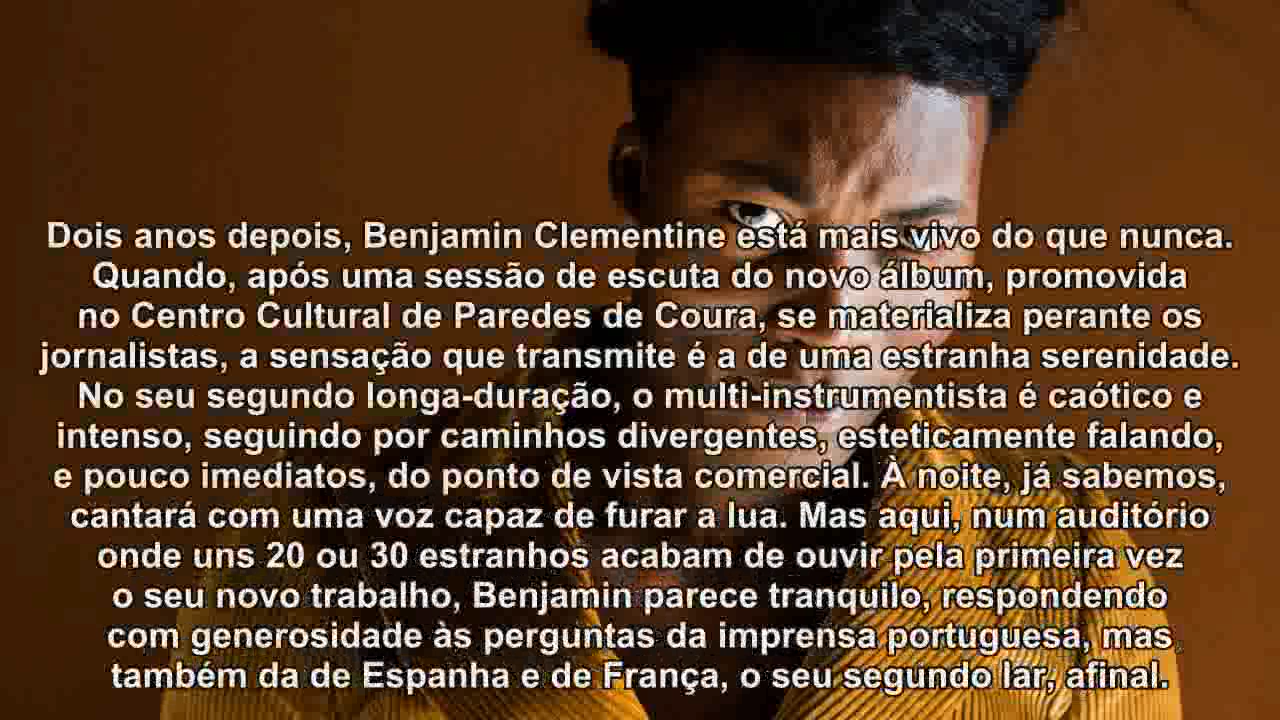 Dois anos depois, Benjamin Clementine está mais vivo do que nunca.
Quando, após uma sessão de escuta do novo álbum, promovida
no Centro Cultural de Paredes de Coura, se materializa perante os
jornalistas, a sensação que transmite é a de uma estranha serenidade.
No seu segundo longa-duração, o multi-instrumentista é caótico e
intenso, seguindo por caminhos divergentes, esteticamente falando,
e pouco imediatos, do ponto de vista comercial. À noite, já sabemos,
cantará com uma voz capaz de furar a lua. Mas aqui, num auditório
onde uns 20 ou 30 estranhos acabam de ouvir pela primeira vez
o seu novo trabalho, Benjamin parece tranquilo, respondendo
com generosidade às perguntas da imprensa portuguesa, mas
também da de Espanha e de França, o seu segundo lar, afinal.